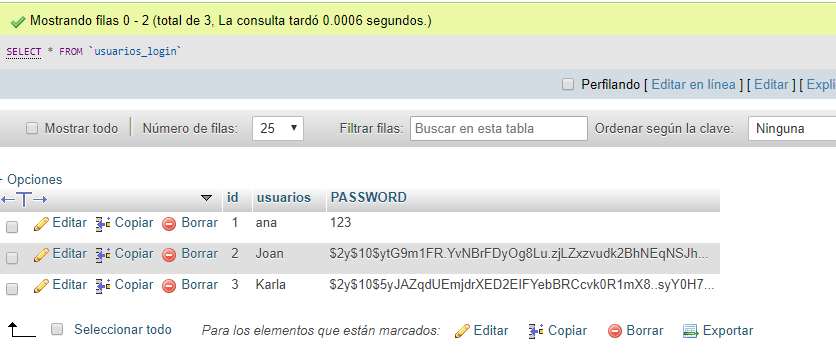 Mostrando filas 0 - 2 (total de 3, La consulta tardó 0.0006 segundos.)
SELECT * FROM `usuarios_login`
Perfilando [ Editar en línea ] [ Editar ] [ Expli
Mostrar todo Número de filas: 25 Filtrar filas: Buscar en esta tabla Ordenar según la clave: Ninguna
+ Opciones
←T→ id usuarios PASSWORD
Editar Copiar Borrar 1 ana 123
Editar Copiar Borrar 2 Joan $2y$10$ytG9m1FR.YvNBrFDyOg8Lu.zjLZxzvudk2BhNEqNSJh...
Editar Copiar Borrar 3 Karla $2y$10$5yJAZqdUEmjdrXED2EIFYebBRCcvk0R1mX8..syY0H7...
Seleccionar todo Para los elementos que están marcados: Editar Copiar Borrar Exportar